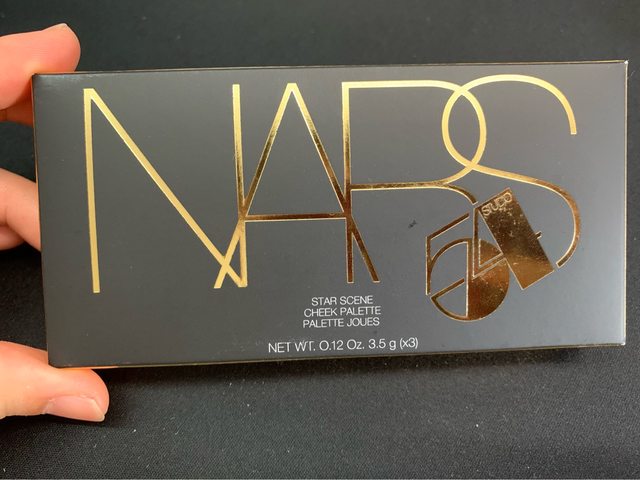 NARS
STUDIO
54
STAR SCENE
CHEEK PALETTE
PALETTE JOUES
NET WT. 0.12 Oz. 3.5 g (x3)